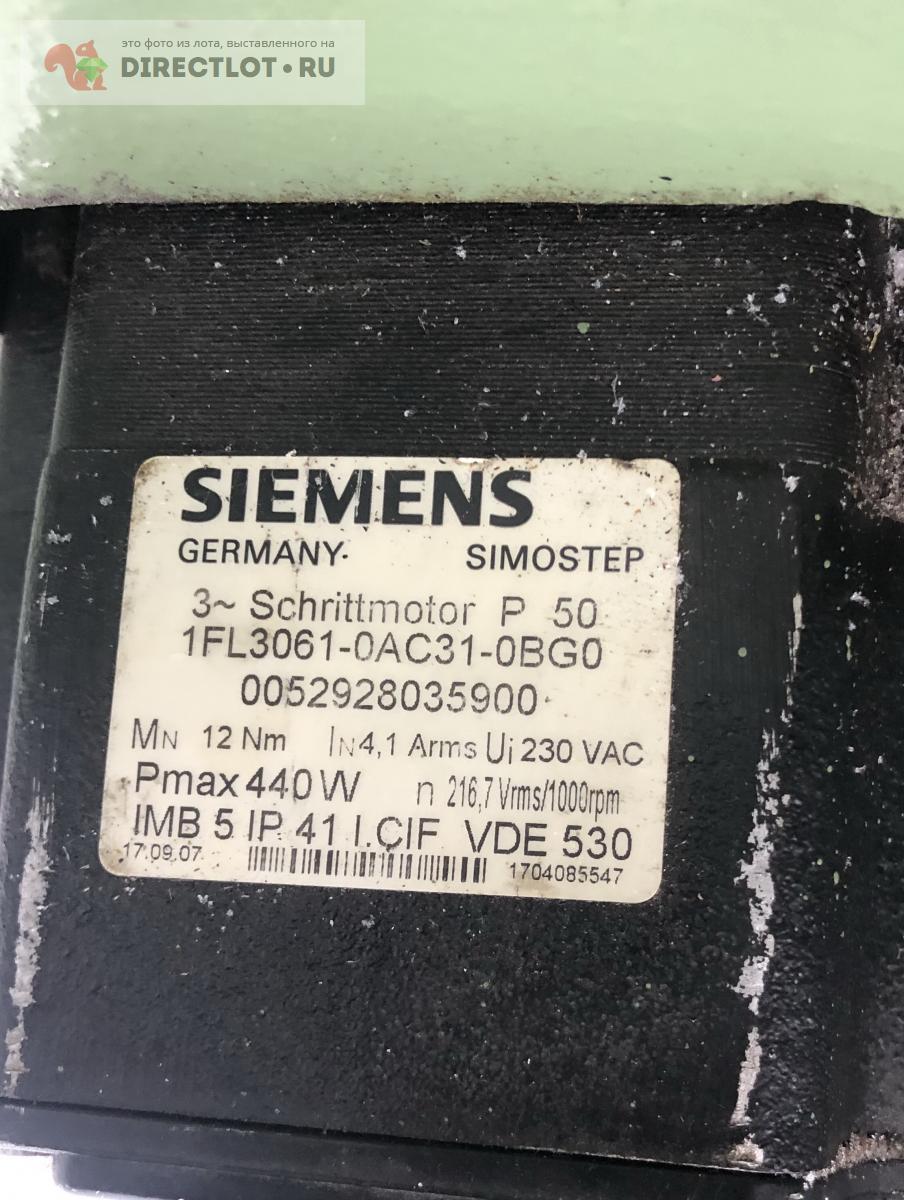 это фото из лота, выставленного на
DIRECTLOT•RU
SIEMENS
GERMANY SIMOSTEP
3~ Schrittmotor P 50
1FL3061-0AC31-0BG0
0052928035900
MN 12 Nm IN 4,1 Arms Ui 230 VAC
Pmax 440W n 216,7 Vrms/1000rpm
IMB 5 IP 41 I.CIF VDE 530
17.09.07 1704085547